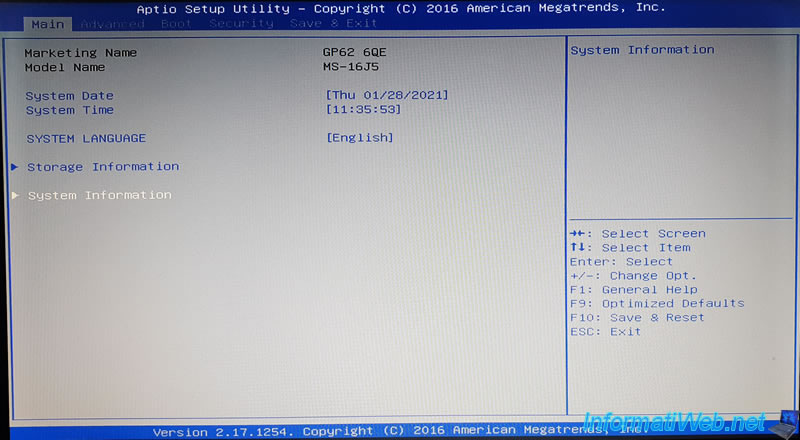 Aptio Setup Utility – Copyright (C) 2016 American Megatrends, Inc.
Main Advanced Boot Security Save & Exit
Marketing Name GP62 6QE
Model Name MS-16J5
System Date [Thu 01/28/2021]
System Time [11:35:53]
SYSTEM LANGUAGE [English]
► Storage Information
► System Information
System Information
→←: Select Screen
↑↓: Select Item
Enter: Select
+/-: Change Opt.
F1: General Help
F9: Optimized Defaults
F10: Save & Reset
ESC: Exit
Version 2.17.1254. Copyright (C) 2016 American Megatrends, Inc.
InformatiWeb.net